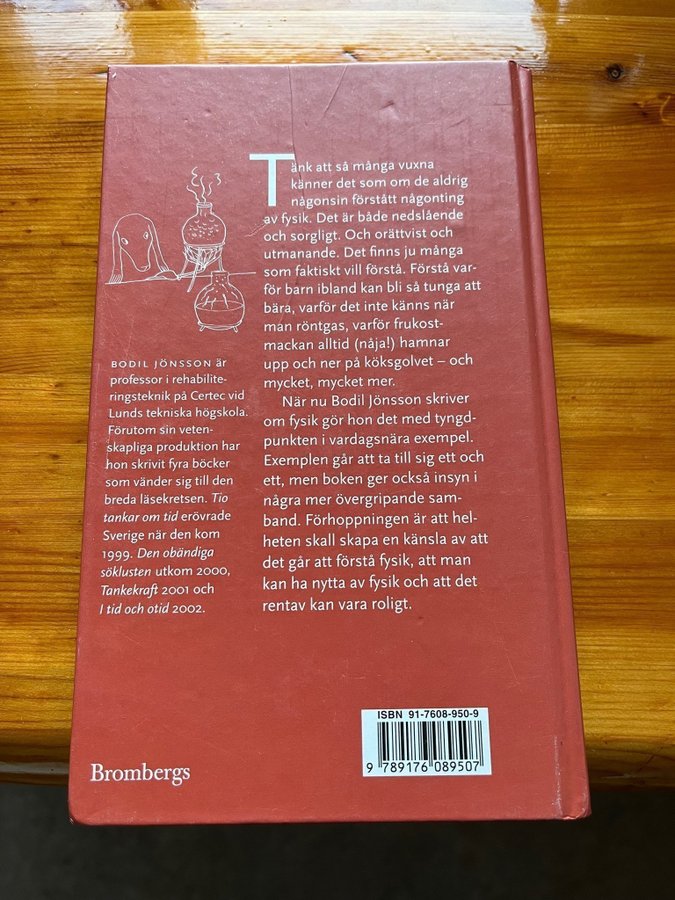 Tänk att så många vuxna
känner det som om de aldrig
någonsin förstått någonting
av fysik. Det är både nedslående
och sorgligt. Och orättvist och
utmanande. Det finns ju många
som faktiskt vill förstå. Förstå var-
för barn ibland kan bli så tunga att
bära, varför det inte känns när
man röntgas, varför frukost-
mackan alltid (nåja!) hamnar
upp och ner på köksgolvet – och
mycket, mycket mer.
När nu Bodil Jönsson skriver
om fysik gör hon det med tyngd-
punkten i vardagsnära exempel.
Exemplen går att ta till sig ett och
ett, men boken ger också insyn i
några mer övergripande sam-
band. Förhoppningen är att hel-
heten skall skapa en känsla av att
det går att förstå fysik, att man
kan ha nytta av fysik och att det
rentav kan vara roligt.
BODIL JÖNSSON är
professor i rehabilite-
ringsteknik på Certec vid
Lunds tekniska högskola.
Förutom sin veten-
skapliga produktion har
hon skrivit fyra böcker
som vänder sig till den
breda läsekretsen. Tio
tankar om tid erövrade
Sverige när den kom
1999. Den obändiga
söklusten utkom 2000,
Tankekraft 2001 och
I tid och otid 2002.
ISBN 91-7608-950-9
9 789176 089507
Brombergs